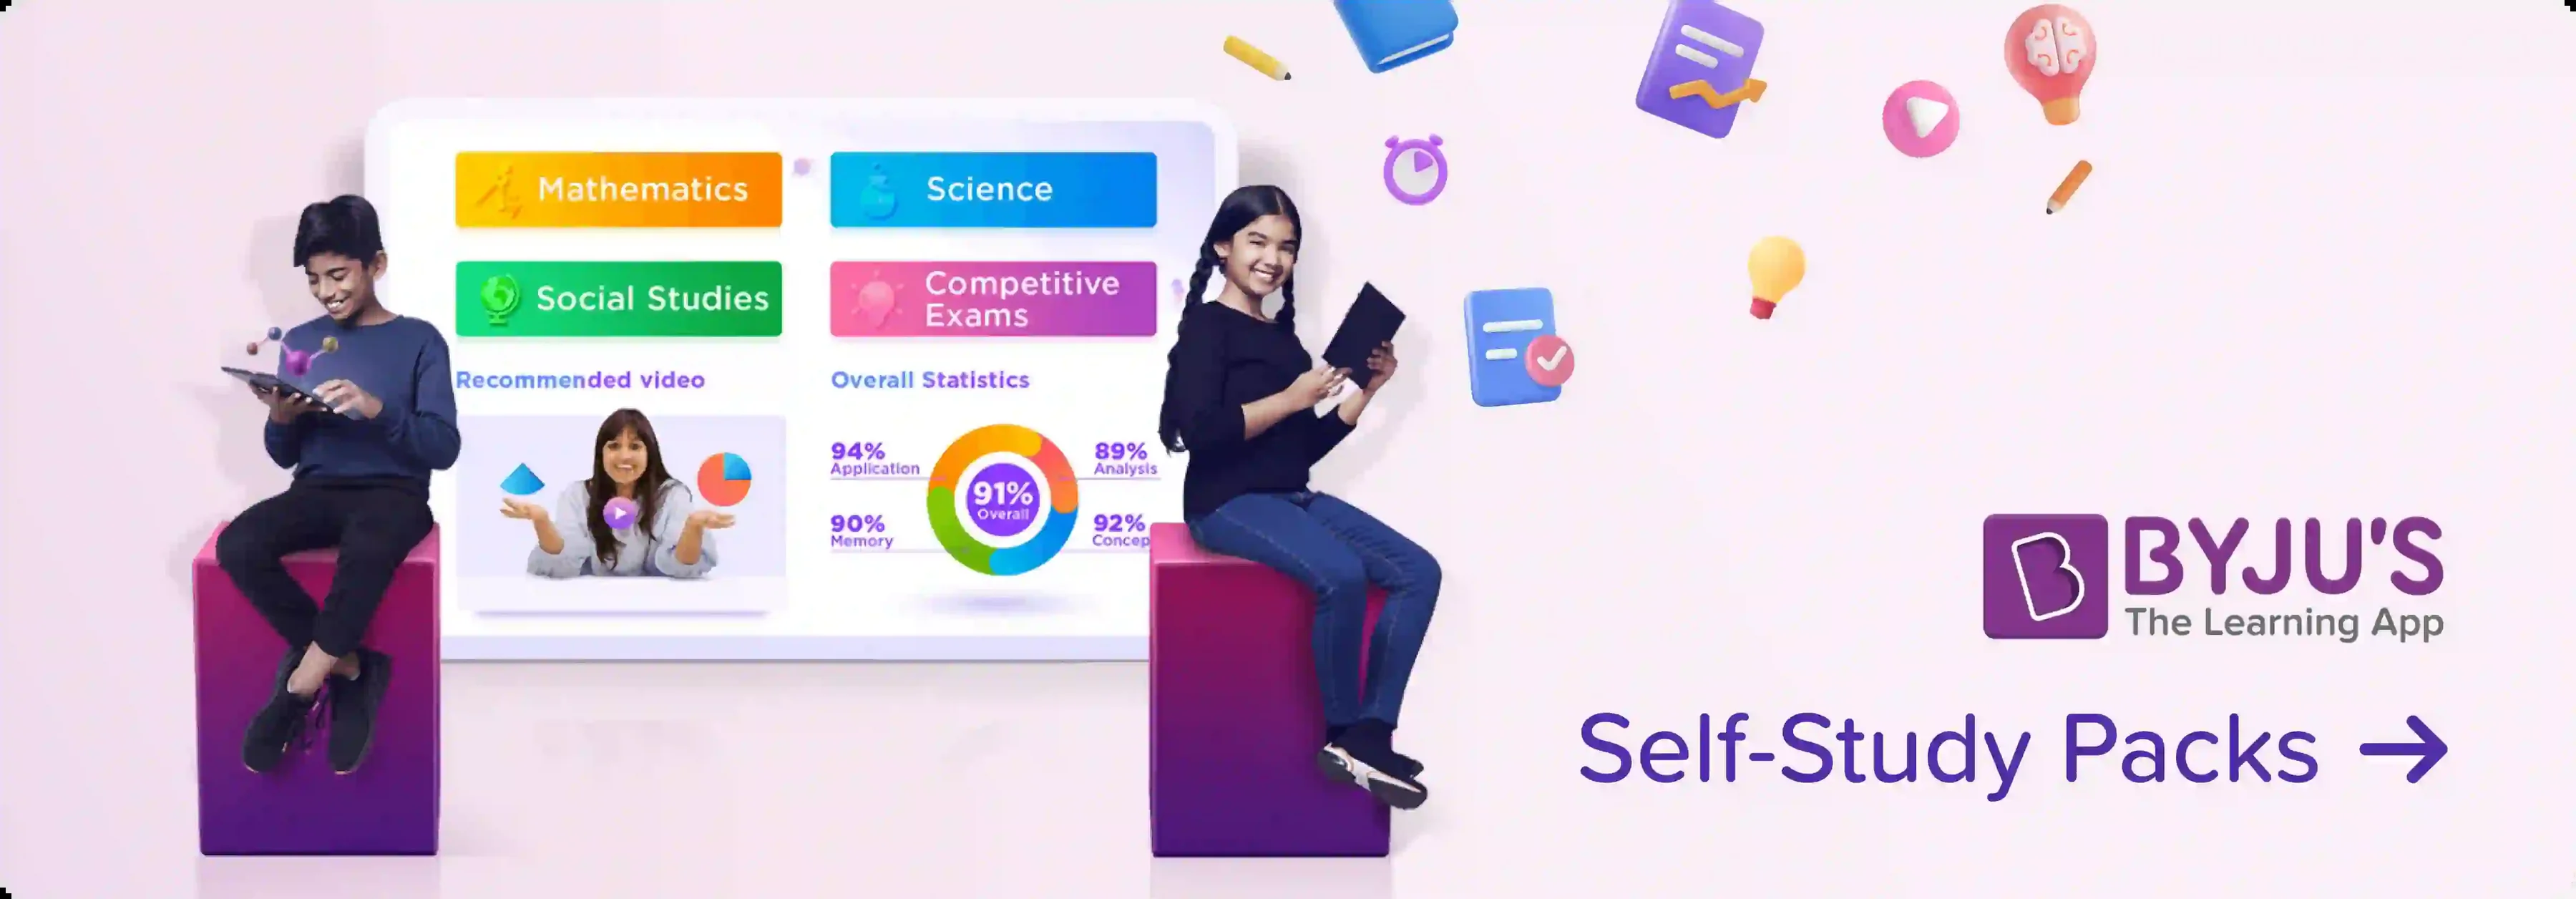 Mathematics
Science
Social Studies
Competitive
Exams
Recommended video
Overall Statistics
94%
Application
89%
Analysis
91%
Overall
90%
Memory
92%
Concep
BYJU'S
The Learning App
Self-Study Packs →